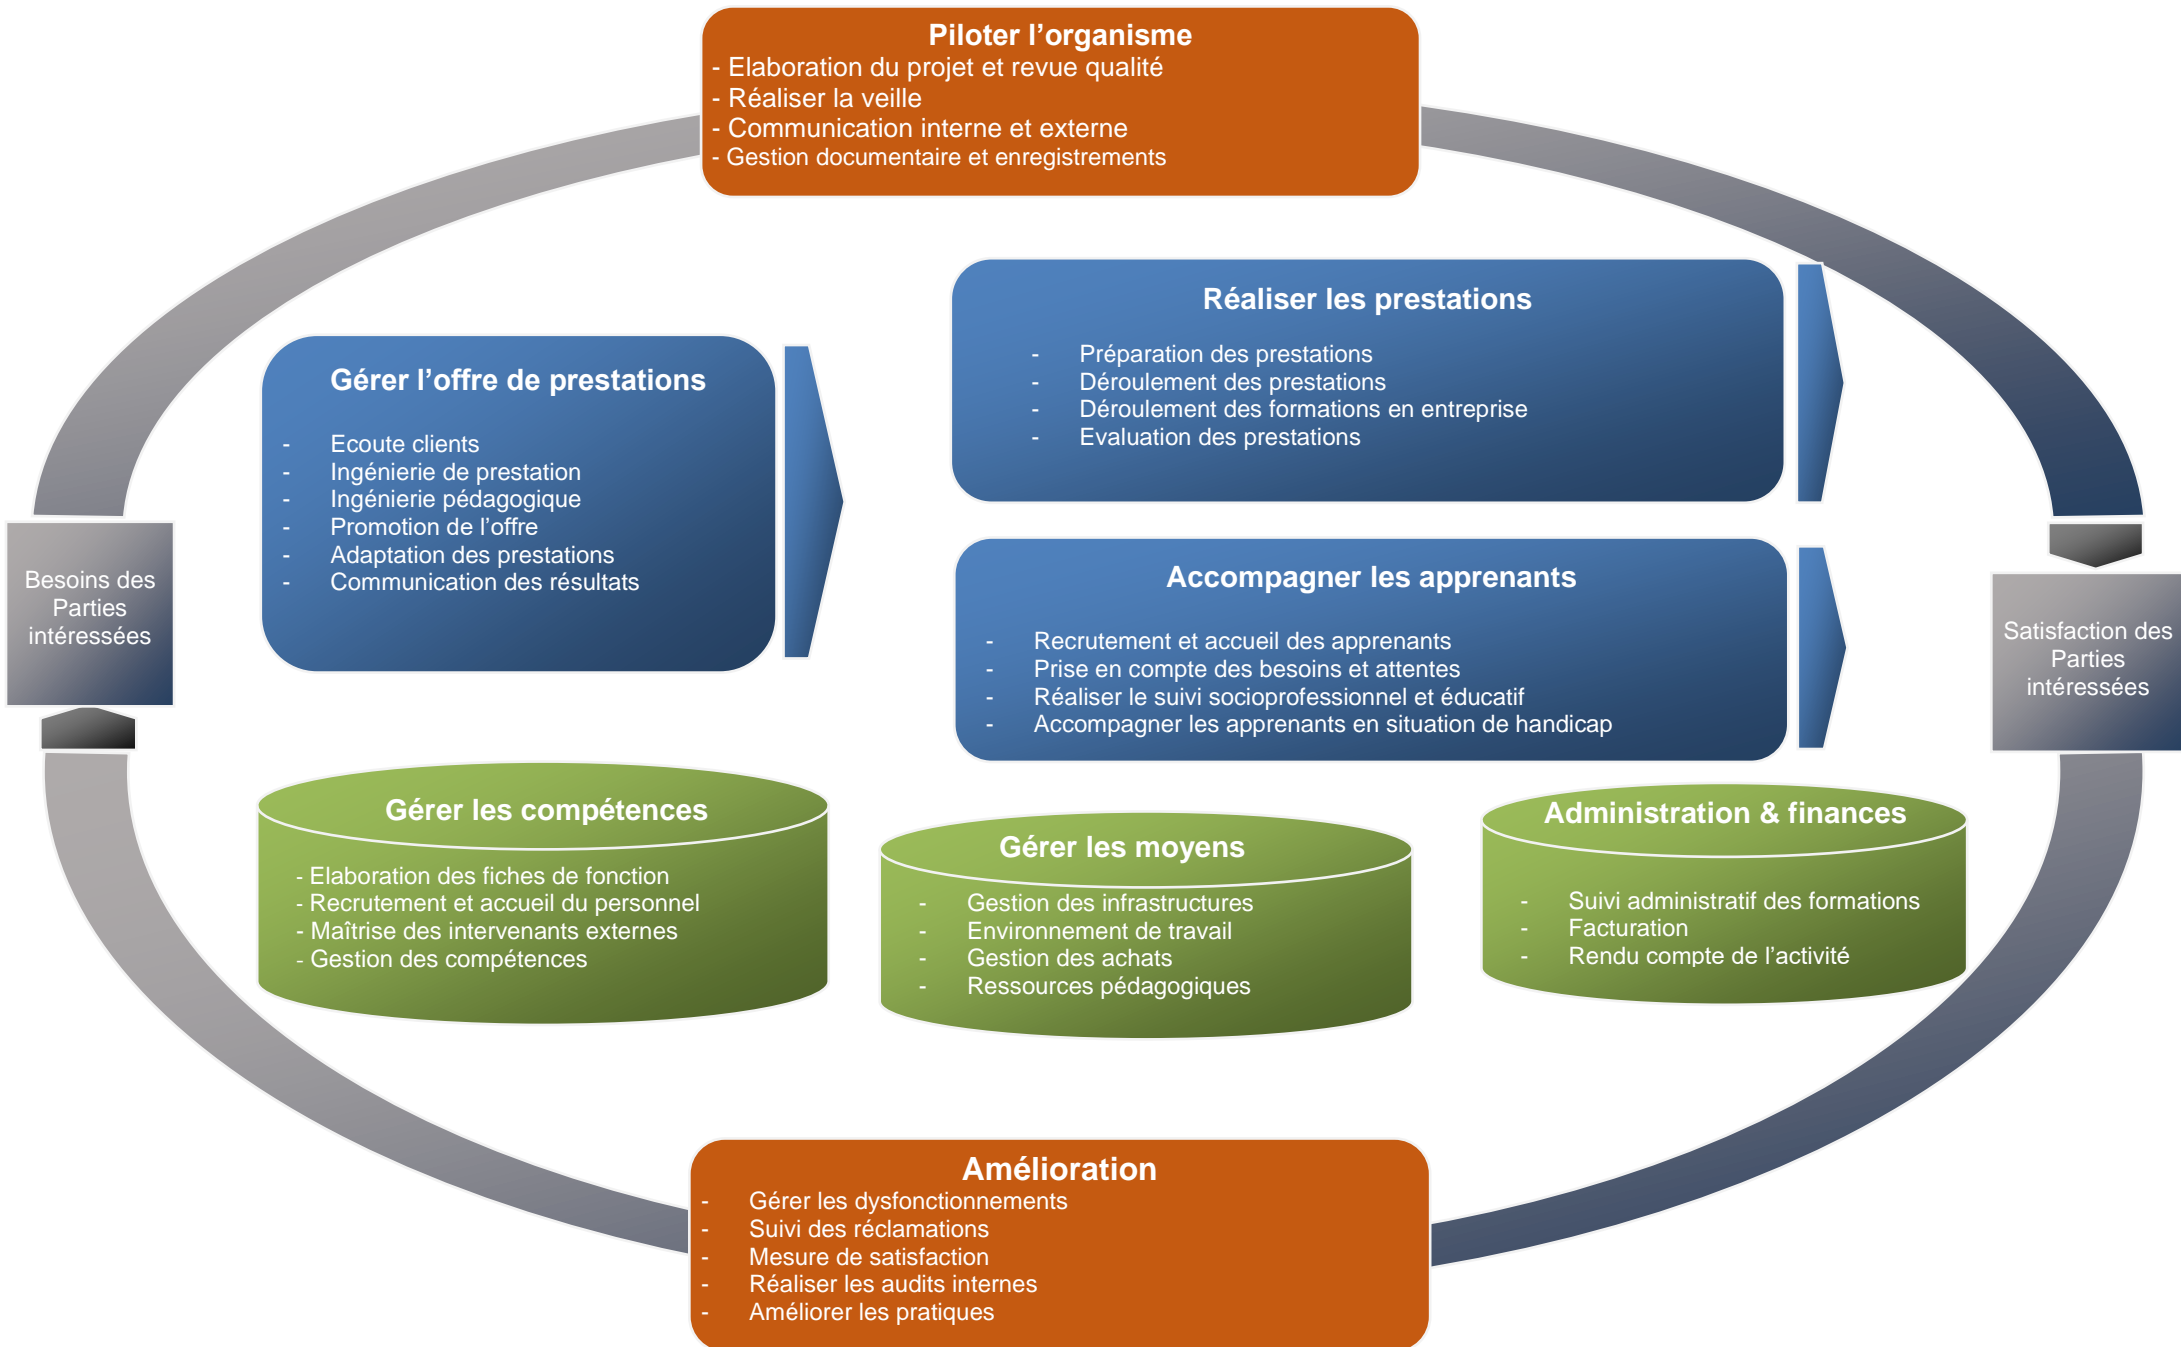 Piloter l’organisme
- Elaboration du projet et revue qualité
- Réaliser la veille
- Communication interne et externe
- Gestion documentaire et enregistrements
Réaliser les prestations
- Préparation des prestations
- Déroulement des prestations
- Déroulement des formations en entreprise
- Evaluation des prestations
Gérer l’offre de prestations
- Ecoute clients
- Ingénierie de prestation
- Ingénierie pédagogique
- Promotion de l’offre
- Adaptation des prestations
- Communication des résultats
Besoins des
Parties
intéressées
Accompagner les apprenants
- Recrutement et accueil des apprenants
- Prise en compte des besoins et attentes
- Réaliser le suivi socioprofessionnel et éducatif
- Accompagner les apprenants en situation de handicap
Satisfaction des
Parties
intéressées
Gérer les compétences
- Elaboration des fiches de fonction
- Recrutement et accueil du personnel
- Maîtrise des intervenants externes
- Gestion des compétences
Gérer les moyens
- Gestion des infrastructures
- Environnement de travail
- Gestion des achats
- Ressources pédagogiques
Administration & finances
- Suivi administratif des formations
- Facturation
- Rendu compte de l’activité
Amélioration
- Gérer les dysfonctionnements
- Suivi des réclamations
- Mesure de satisfaction
- Réaliser les audits internes
- Améliorer les pratiques